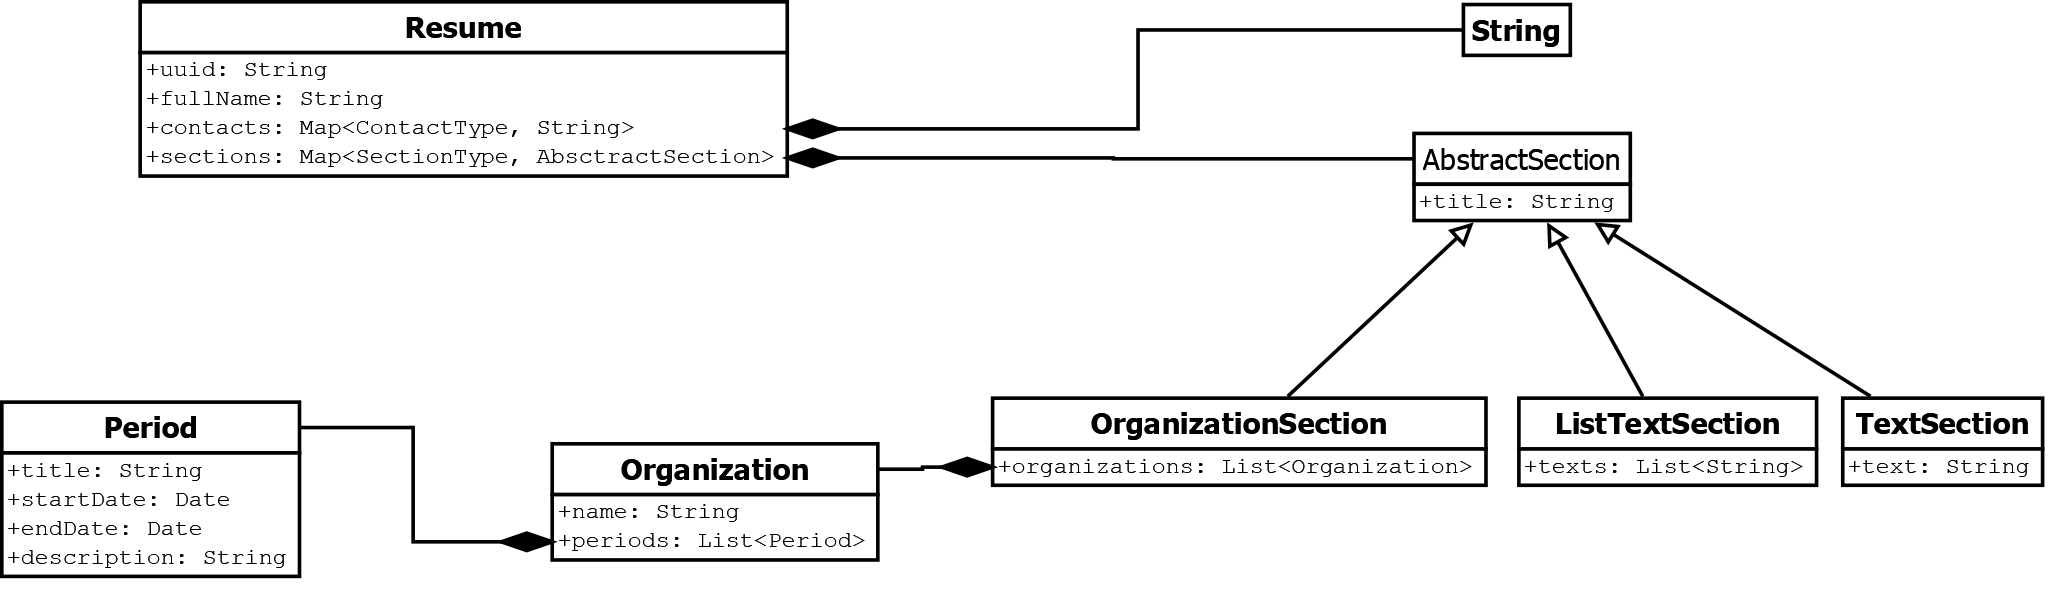 Resume
+uuid: String
+fullName: String
+contacts: Map<ContactType, String>
+sections: Map<SectionType, AbsctractSection>
String
AbstractSection
+title: String
Period
+title: String
+startDate: Date
+endDate: Date
+description: String
Organization
+name: String
+periods: List<Period>
OrganizationSection
+organizations: List<Organization>
ListTextSection
+texts: List<String>
TextSection
+text: String